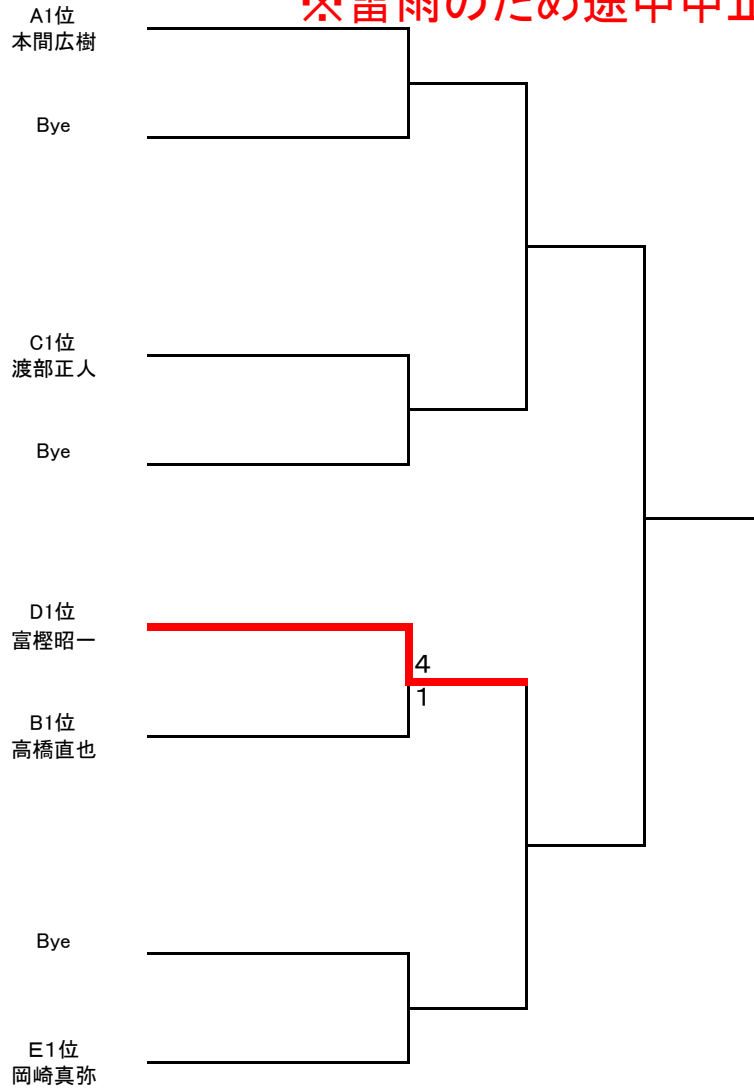 ※雷雨のため途中中止
A1位
本間広樹
Bye
C1位
渡部正人
Bye
D1位
富樫昭一
4
1
B1位
高橋直也
Bye
E1位
岡崎真弥